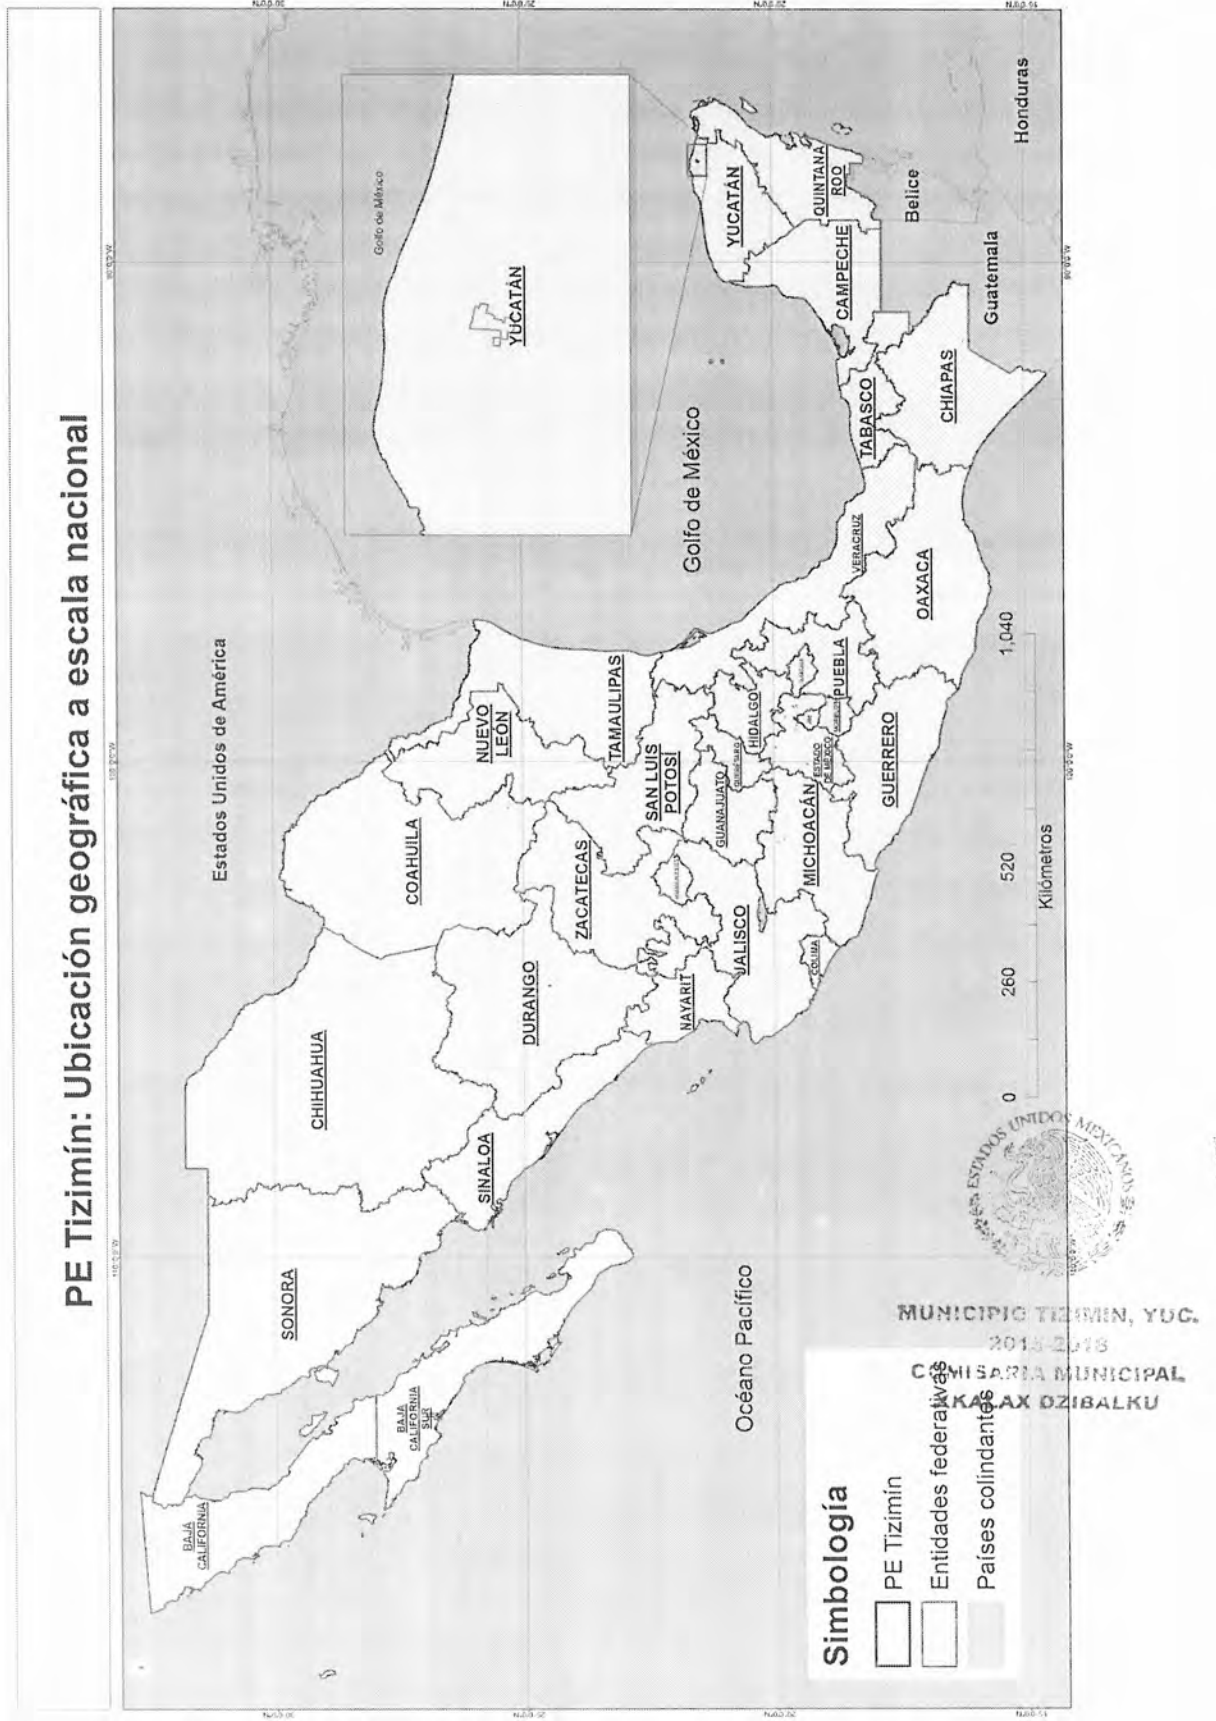 PE Tizimín: Ubicación geográfica a escala nacional
Estados Unidos de América
Golfo de México
YUCATÁN
BAJA
CALIFORNIA
SONORA
CHIHUAHUA
COAHUILA
NUEVO
LEÓN
BAJA
CALIFORNIA
SUR
SINALOA
DURANGO
ZACATECAS
TAMAULIPAS
SAN LUIS
POTOSÍ
NAYARIT
JALISCO
GUANAJUATO
QUERÉTARO
HIDALGO
COLIMA
MICHOACÁN
ESTADO
DE MÉXICO
PUEBLA
VERACRUZ
GUERRERO
OAXACA
TABASCO
CHIAPAS
CAMPECHE
YUCATÁN
QUINTANA
ROO
Golfo de México
Océano Pacífico
Belice
Guatemala
Honduras
0 260 520 1,040
Kilómetros
Simbología
PE Tizimín
Entidades federativas
Países colindantes
ESTADOS UNIDOS MEXICANOS
MUNICIPIO TIZIMIN, YUC.
COMISARIA MUNICIPAL
DZIBALKU